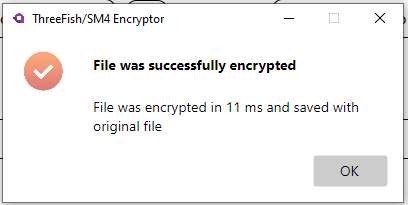 ThreeFish/SM4 Encryptor
File was successfully encrypted
File was encrypted in 11 ms and saved with
original file
OK